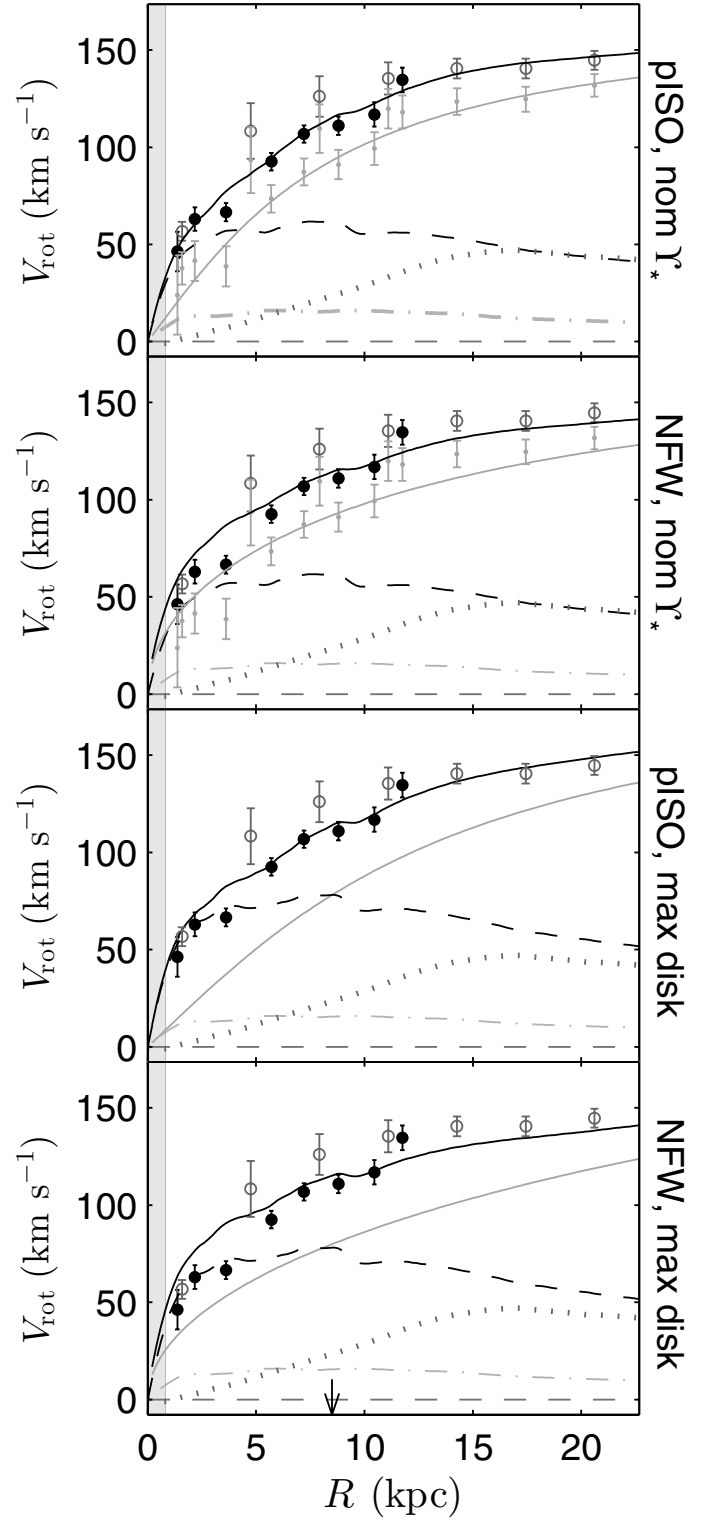 150
100
50
0
V_rot (km s⁻¹)
pISO, nom ϒ*
150
100
50
0
V_rot (km s⁻¹)
NFW, nom ϒ*
150
100
50
0
V_rot (km s⁻¹)
pISO, max disk
150
100
50
0
V_rot (km s⁻¹)
NFW, max disk
0 5 10 15 20
R (kpc)